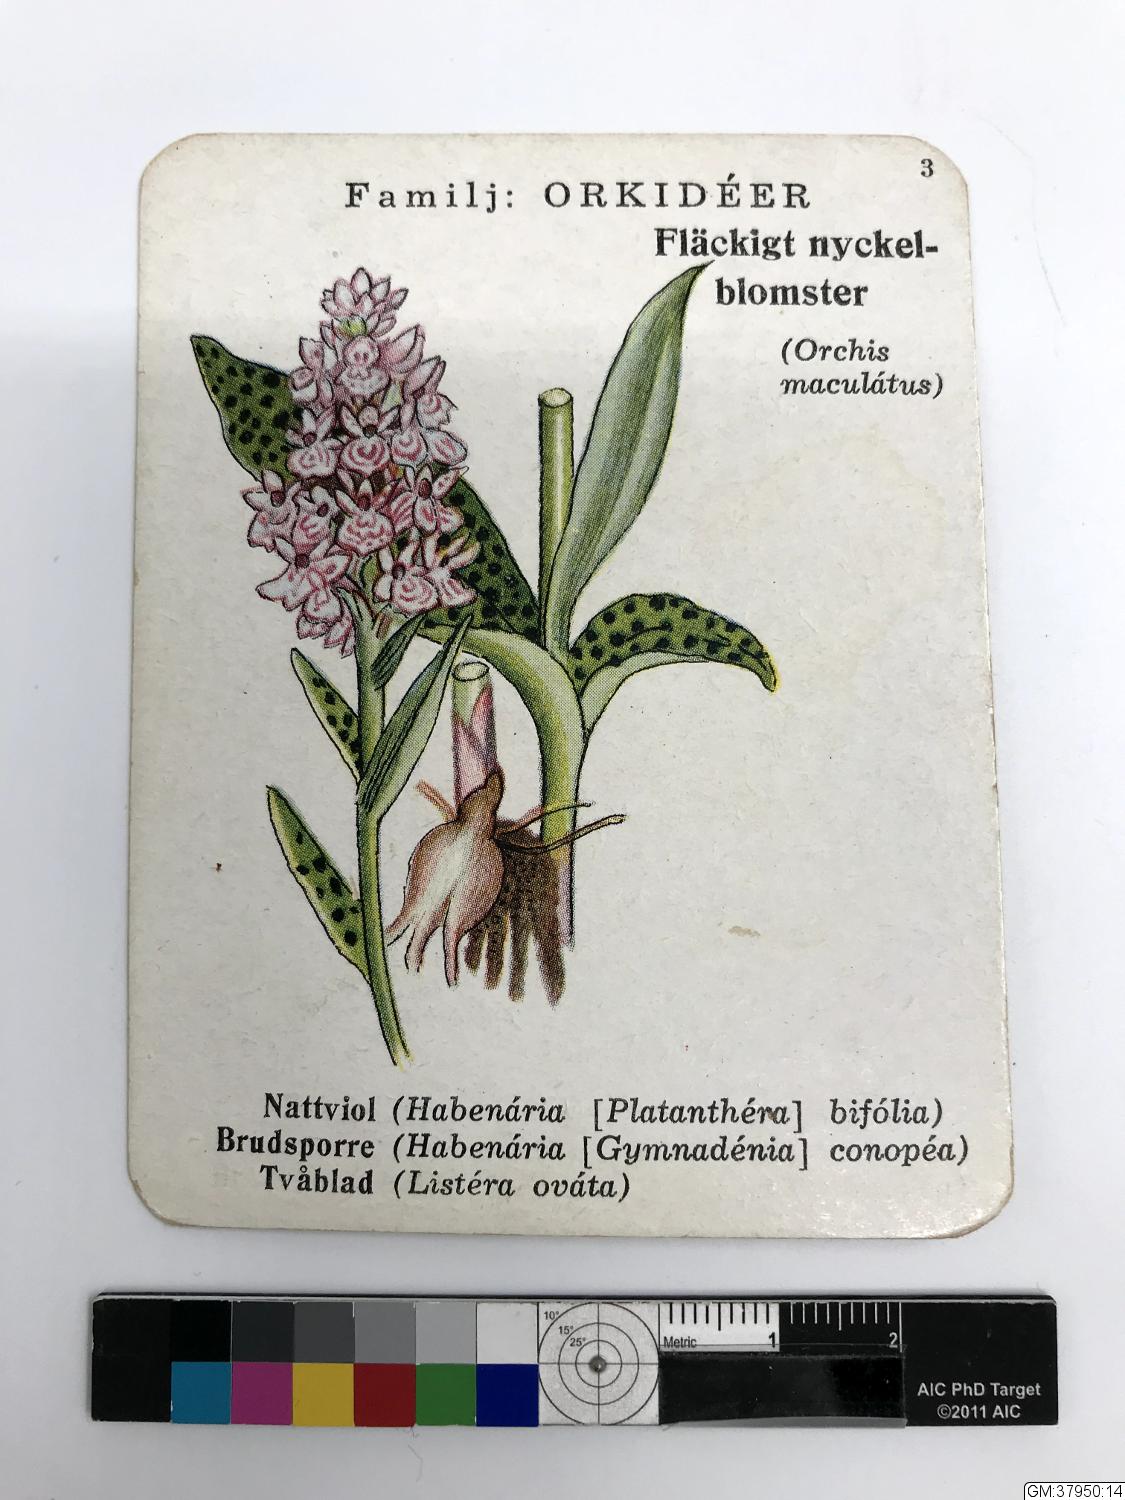 3
Familj: ORKIDÉER
Fläckigt nyckel-
blomster
(Orchis
maculátus)
Nattviol (Habenária [Platanthéra] bifólia)
Brudsporre (Habenária [Gymnadénia] conopéa)
Tvåblad (Listéra ováta)
10°
15°
25°
Metric 1 2
AIC PhD Target
©2011 AIC
GM:37950:14